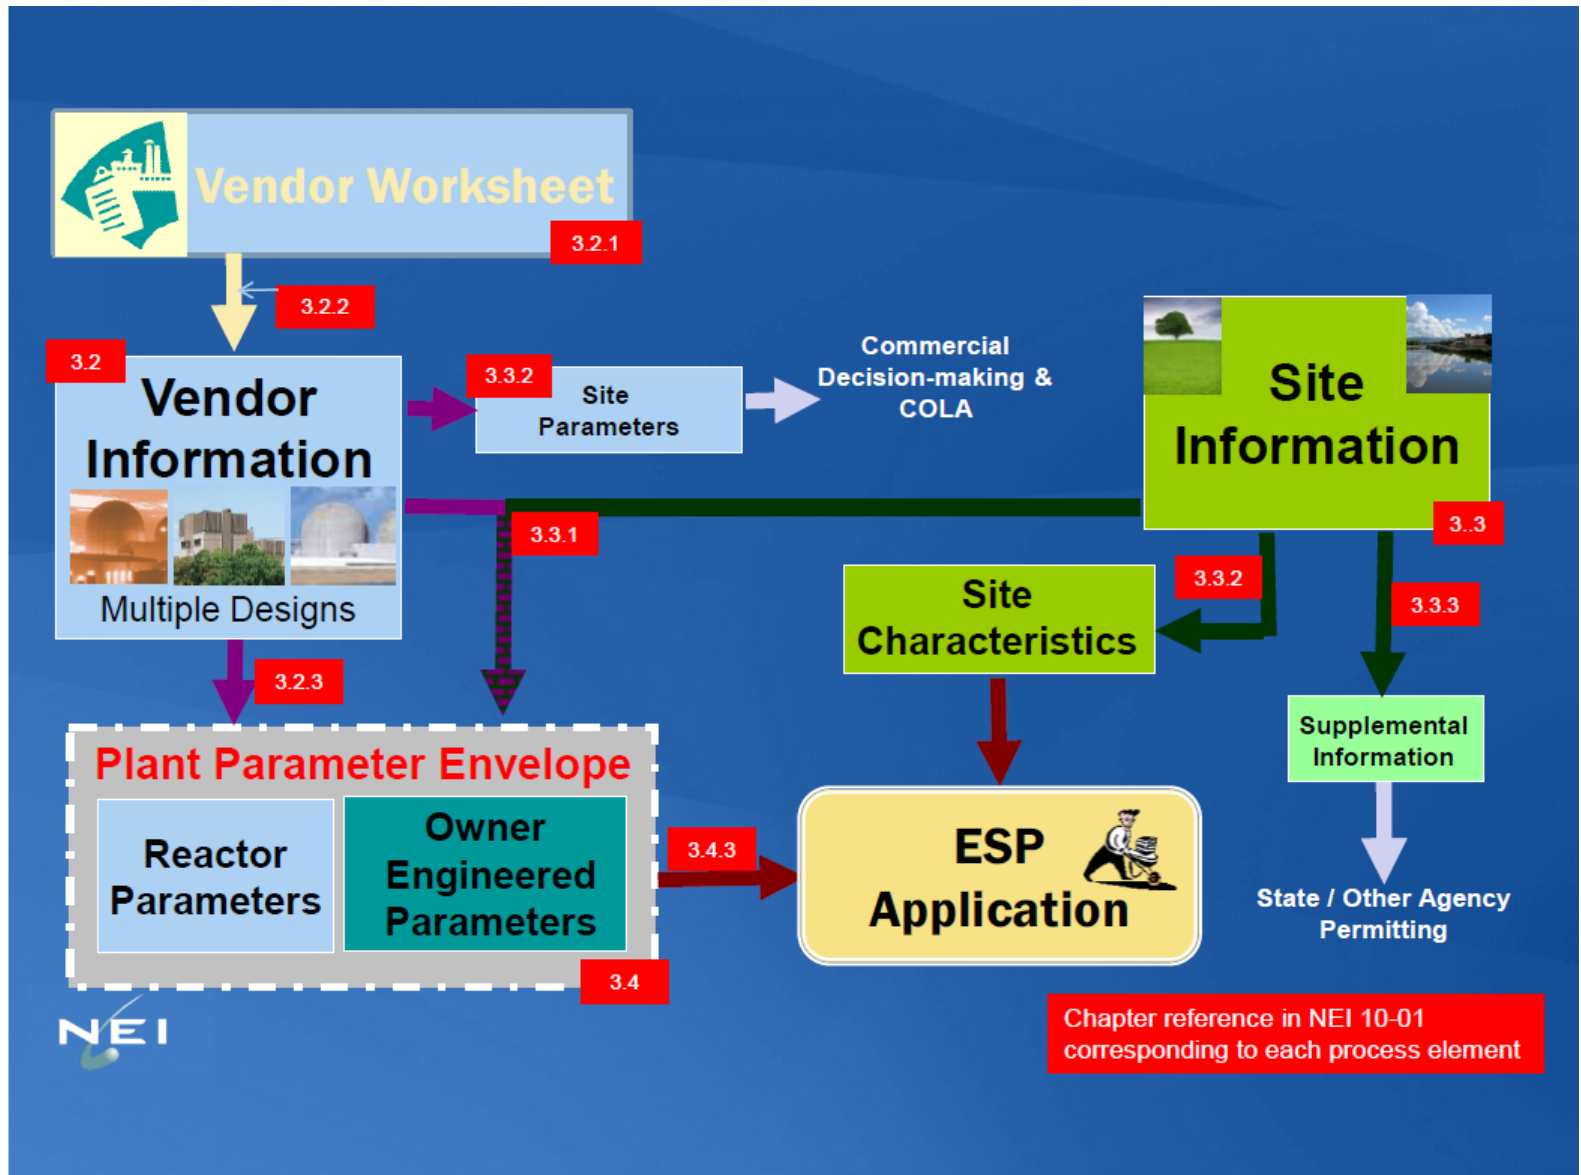 Vendor Worksheet
3.2.1
3.2.2
3.2
Vendor
Information
Multiple Designs
3.3.2
Site
Parameters
Commercial
Decision-making &
COLA
Site
Information
3..3
3.3.1
3.3.2
3.3.3
Site
Characteristics
Supplemental
Information
State / Other Agency
Permitting
3.2.3
Plant Parameter Envelope
Reactor
Parameters
Owner
Engineered
Parameters
3.4
3.4.3
ESP
Application
NEI
Chapter reference in NEI 10-01
corresponding to each process element